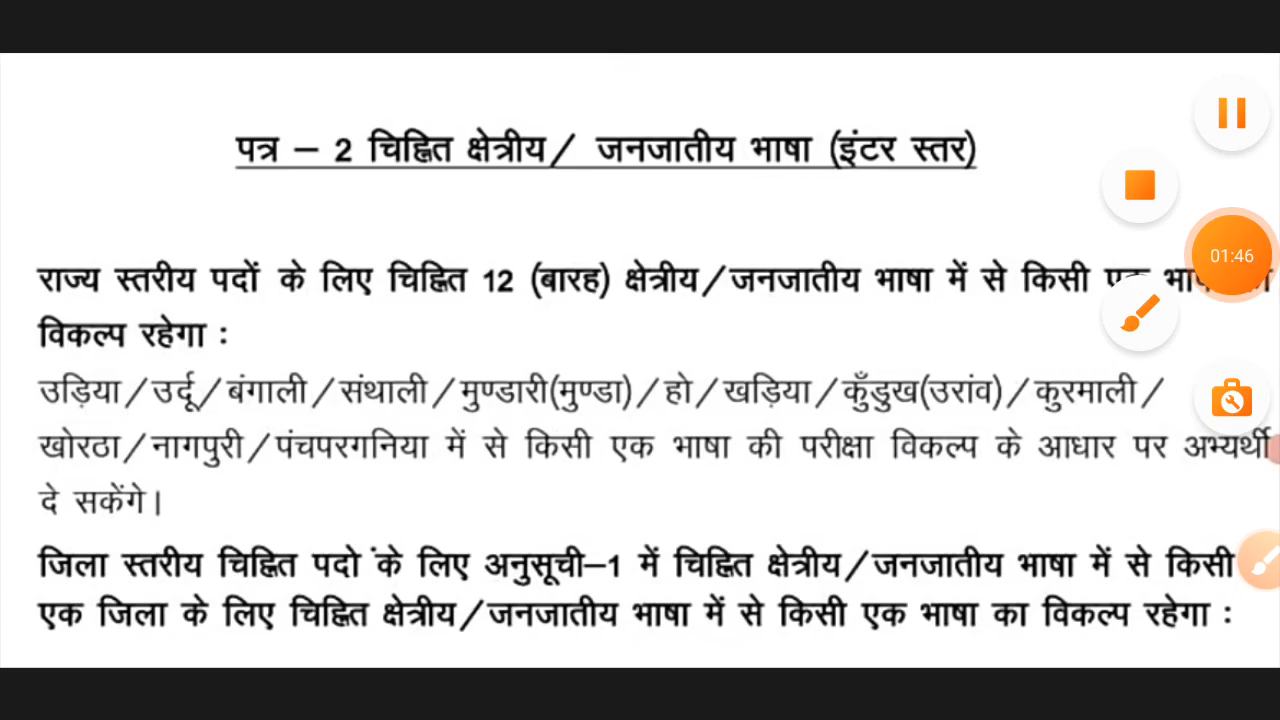 पत्र – 2 चिह्नित क्षेत्रीय/ जनजातीय भाषा (इंटर स्तर)
राज्य स्तरीय पदों के लिए चिह्नित 12 (बारह) क्षेत्रीय/जनजातीय भाषा में से किसी
विकल्प रहेगा :
उड़िया/उर्दू/बंगाली/संथाली/मुण्डारी(मुण्डा)/हो/खड़िया/कुँडुख(उरांव)/कुरमाली/
खोरठा/नागपुरी/पंचपरगनिया में से किसी एक भाषा की परीक्षा विकल्प के आधार पर अभ्यर्थी
दे सकेंगे।
जिला स्तरीय चिह्नित पदों के लिए अनुसूची–1 में चिह्नित क्षेत्रीय/जनजातीय भाषा में से किसी
एक जिला के लिए चिह्नित क्षेत्रीय/जनजातीय भाषा में से किसी एक भाषा का विकल्प रहेगा :
01:46